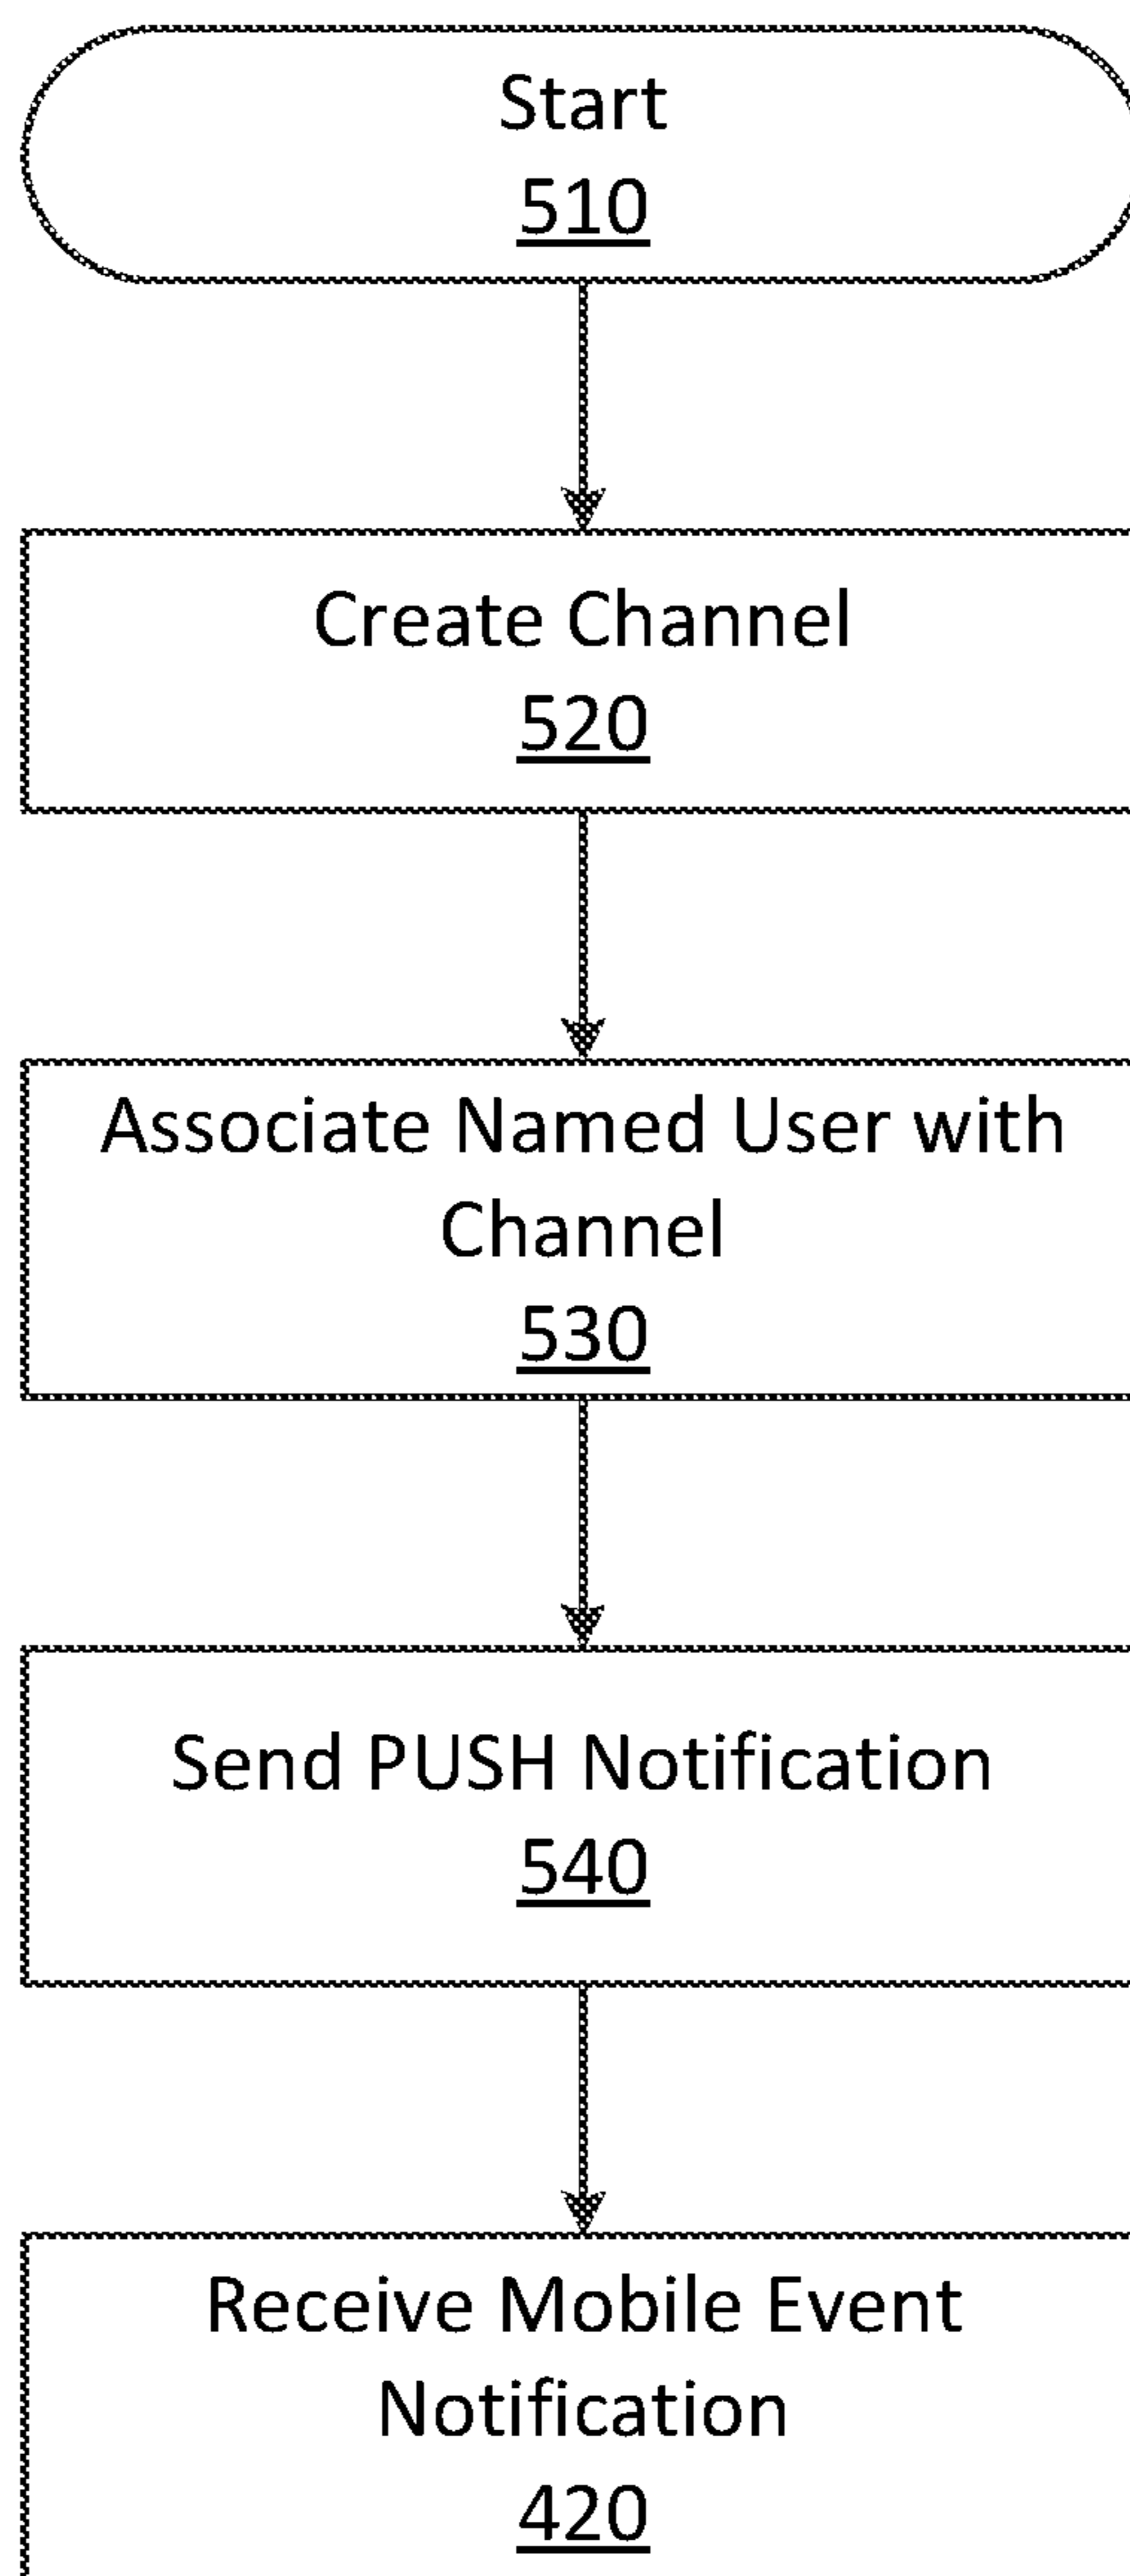 Start
510
Create Channel
520
Associate Named User with
Channel
530
Send PUSH Notification
540
Receive Mobile Event
Notification
420